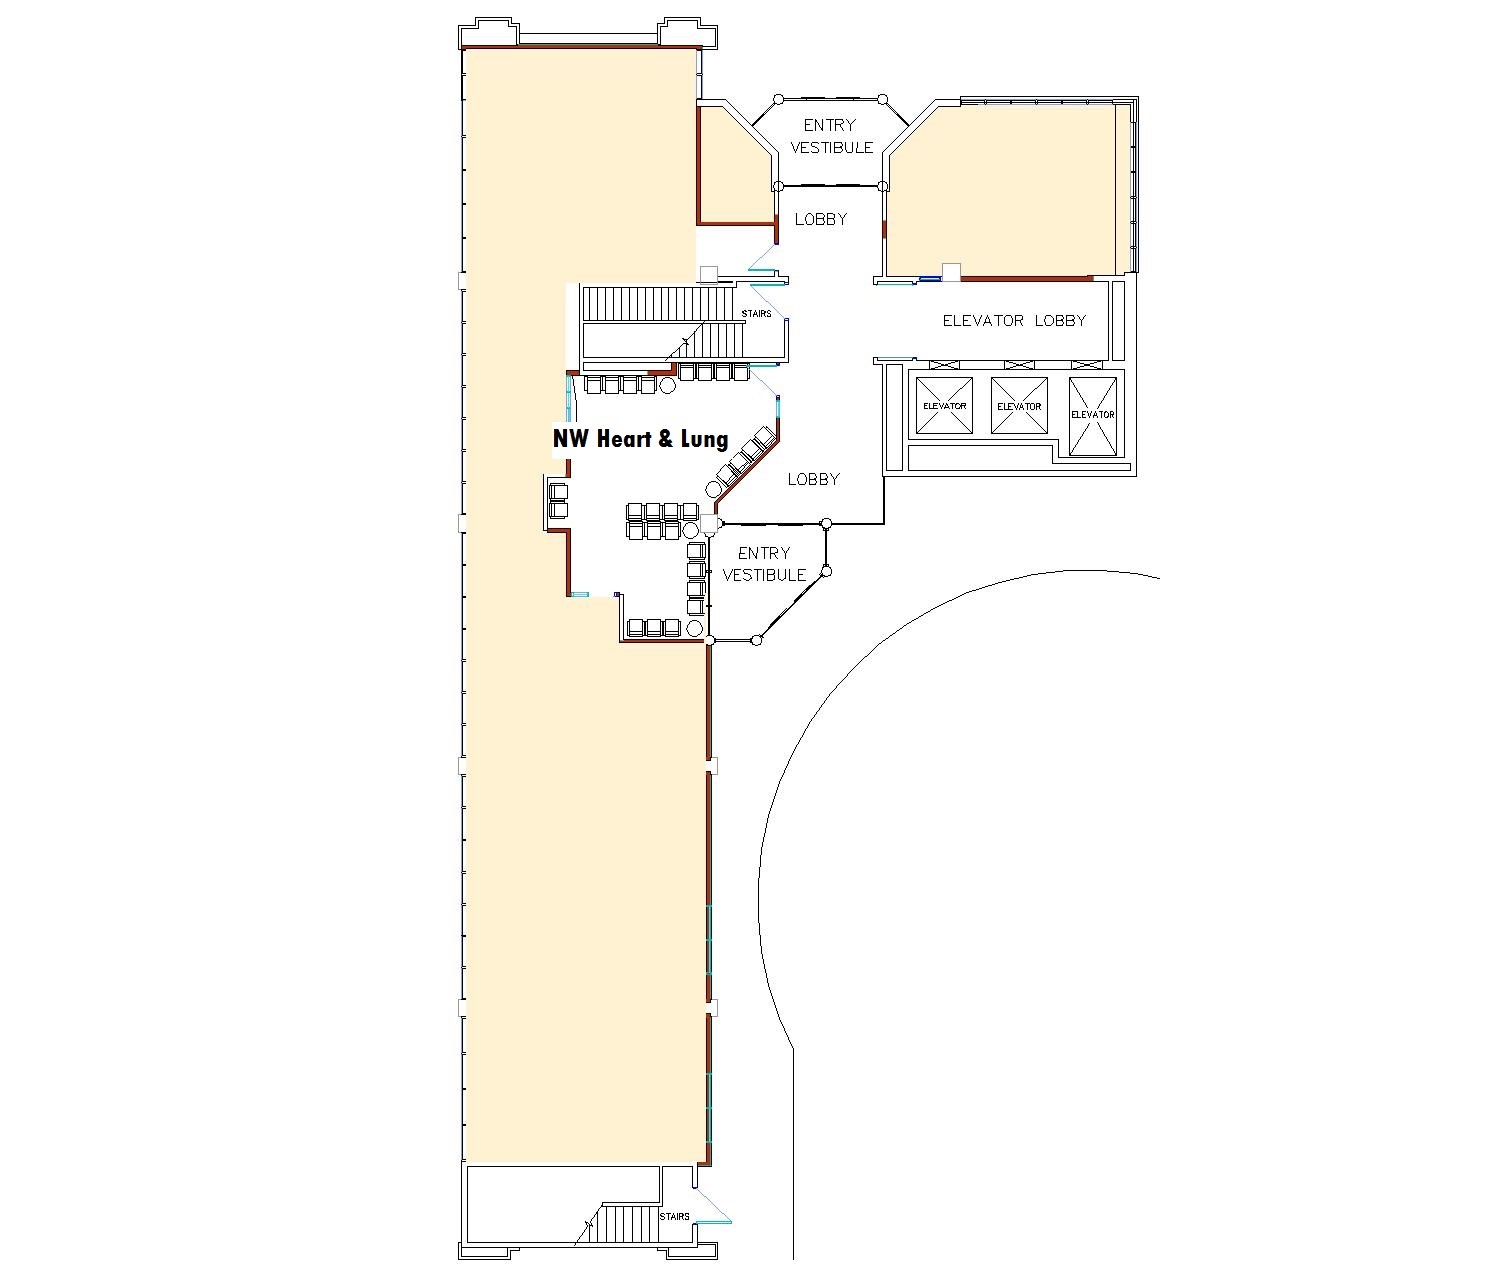 ENTRY
VESTIBULE
LOBBY
STAIRS
ELEVATOR LOBBY
ELEVATOR
ELEVATOR
ELEVATOR
NW Heart & Lung
LOBBY
ENTRY
VESTIBULE
STAIRS